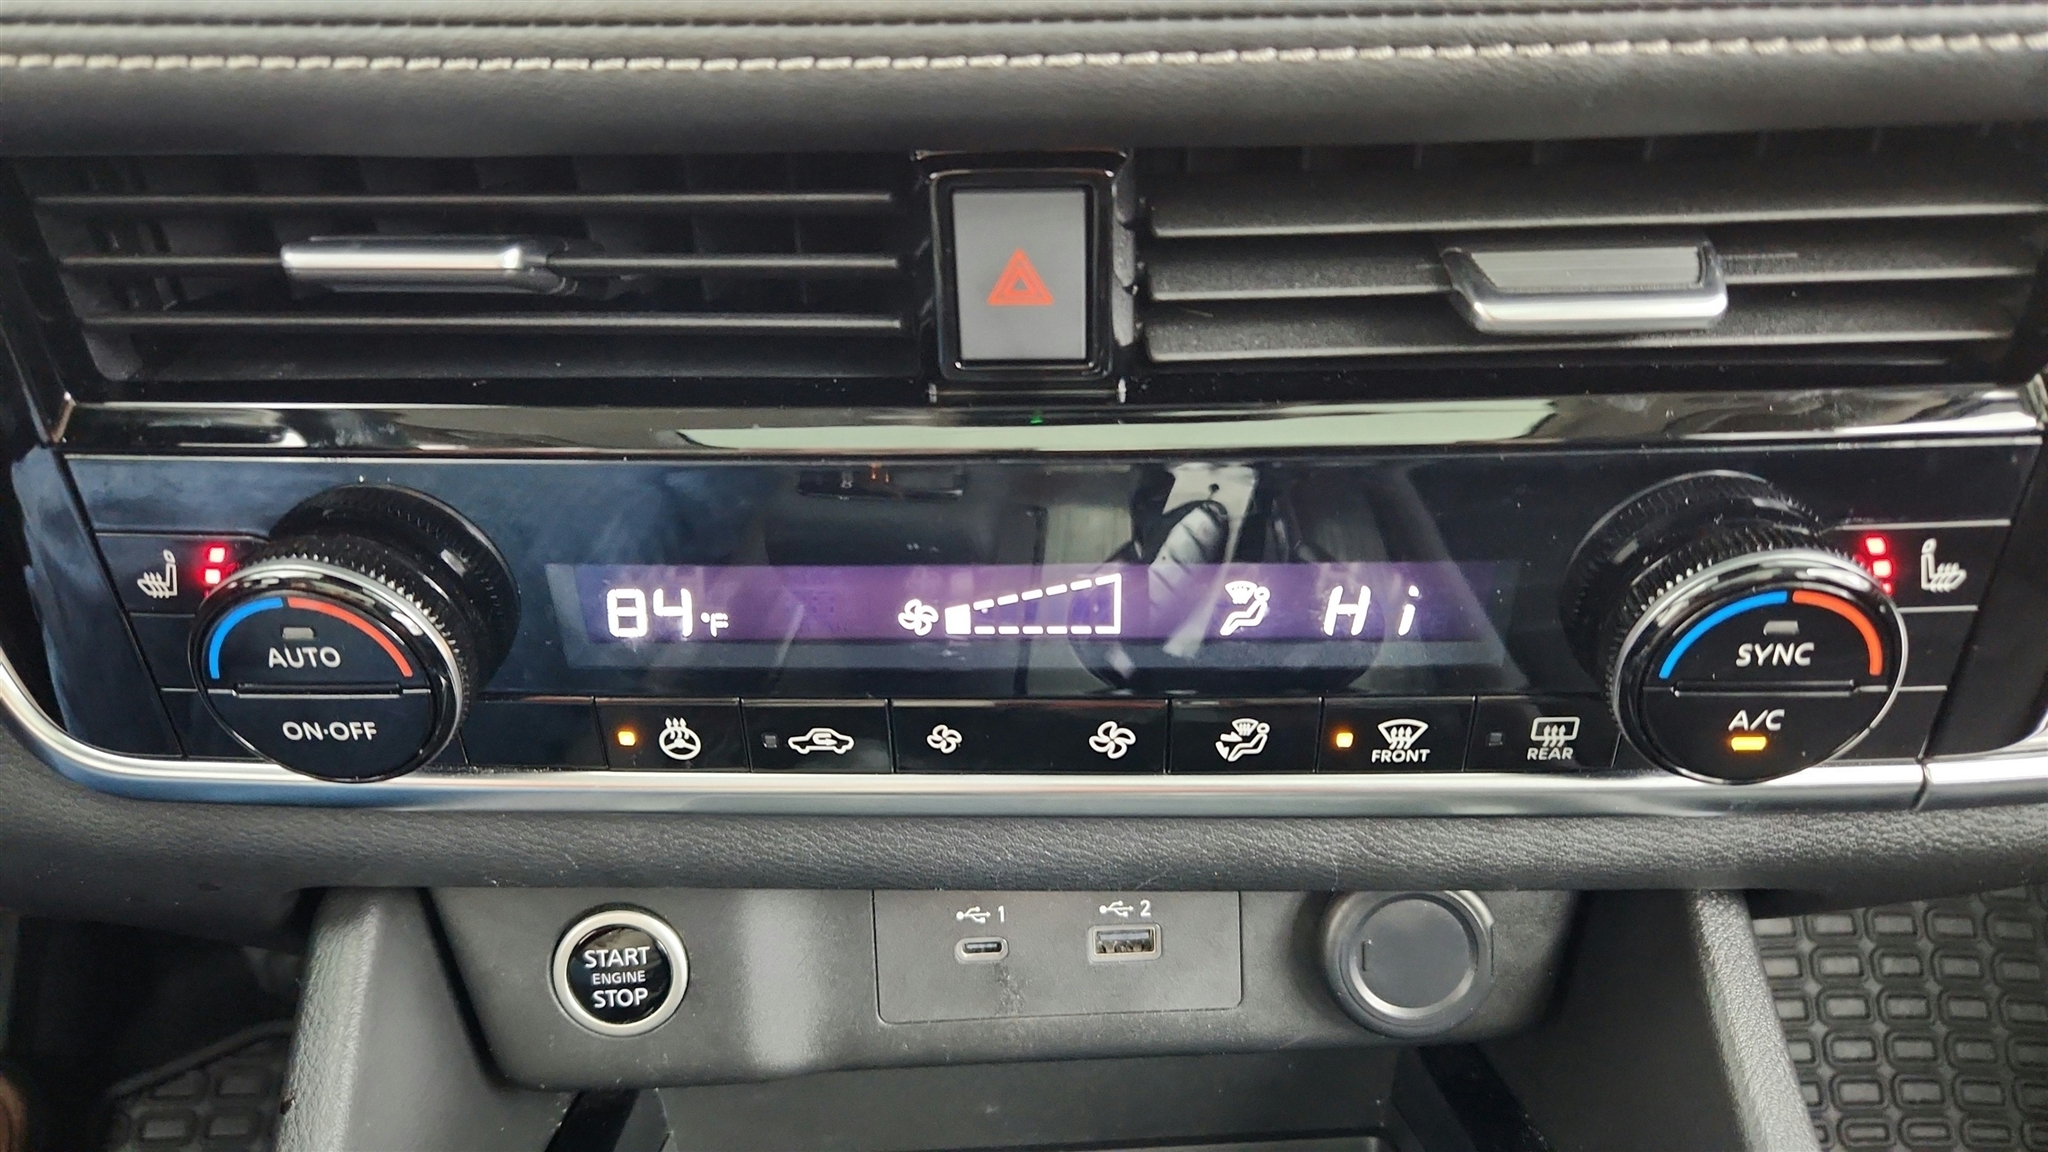 84°F
Hi
AUTO
ON·OFF
SYNC
A/C
FRONT
REAR
START
ENGINE
STOP
1
2